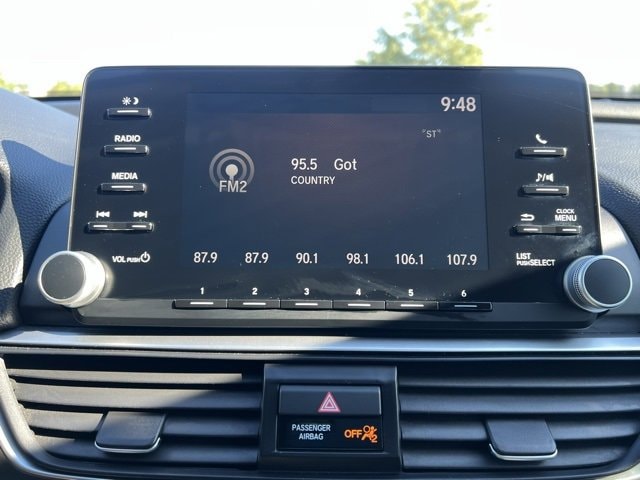 9:48
"ST"
RADIO
MEDIA
VOL PUSH
FM2
95.5 Got
COUNTRY
87.9 87.9 90.1 98.1 106.1 107.9
1 2 3 4 5 6
CLOCK
MENU
LIST
PUSH SELECT
PASSENGER
AIRBAG
OFF 2